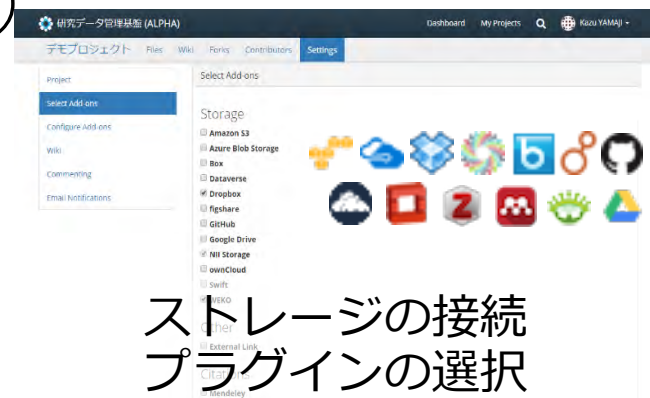 研究データ管理基盤 (ALPHA)
Dashboard My Projects Kazu YAMAJI
デモプロジェクト Files Wiki Forks Contributors Settings
Project
Select Add-ons
Configure Add-ons
Wiki
Commenting
Email Notifications
Select Add-ons
Storage
Amazon S3
Azure Blob Storage
Box
Dataverse
Dropbox
figshare
GitHub
Google Drive
NII Storage
ownCloud
Swift
WEKO
Other
External Link
Citations
Mendeley
ストレージの接続
プラグインの選択